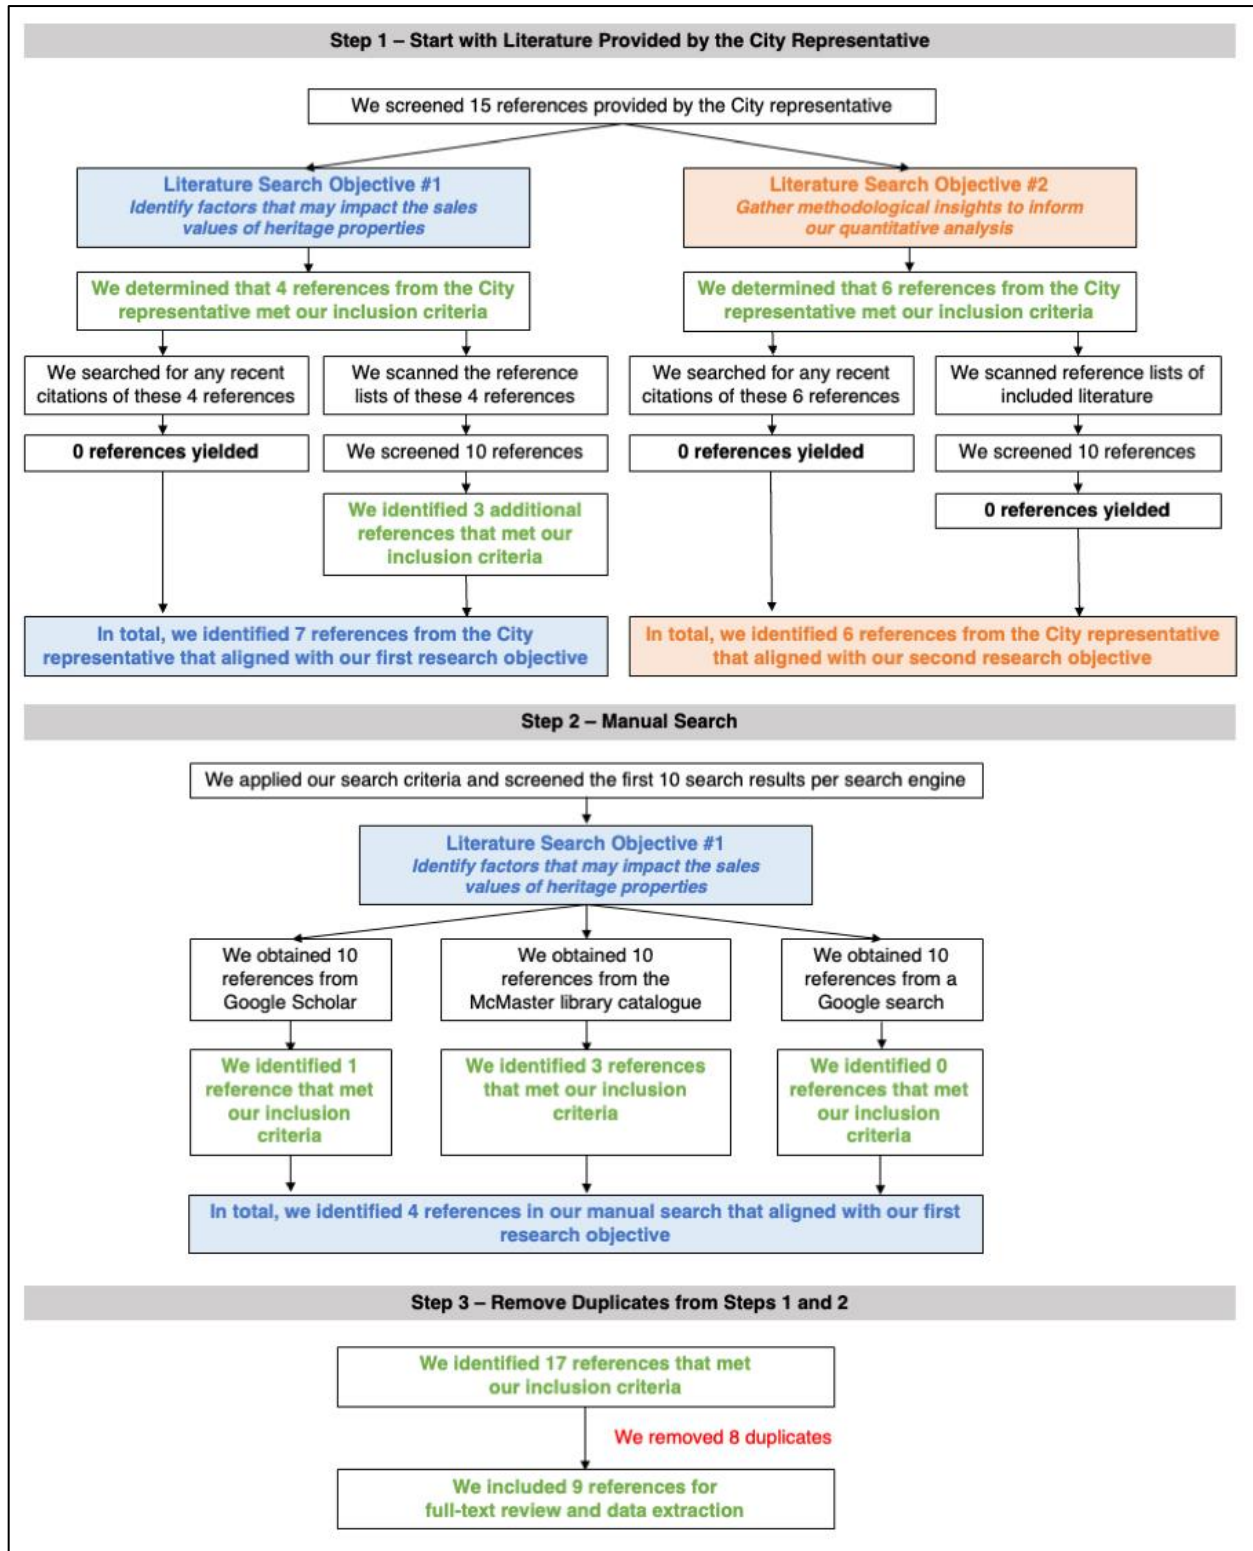 Step 1 – Start with Literature Provided by the City Representative
We screened 15 references provided by the City representative
Literature Search Objective #1
Identify factors that may impact the sales
values of heritage properties
Literature Search Objective #2
Gather methodological insights to inform
our quantitative analysis
We determined that 4 references from the City
representative met our inclusion criteria
We determined that 6 references from the City
representative met our inclusion criteria
We searched for any recent
citations of these 4 references
We scanned the reference
lists of these 4 references
We searched for any recent
citations of these 6 references
We scanned reference lists of
included literature
0 references yielded
We screened 10 references
0 references yielded
We screened 10 references
We identified 3 additional
references that met our
inclusion criteria
0 references yielded
In total, we identified 7 references from the City
representative that aligned with our first research objective
In total, we identified 6 references from the City representative
that aligned with our second research objective
Step 2 – Manual Search
We applied our search criteria and screened the first 10 search results per search engine
Literature Search Objective #1
Identify factors that may impact the sales
values of heritage properties
We obtained 10
references from
Google Scholar
We obtained 10
references from the
McMaster library catalogue
We obtained 10
references from a
Google search
We identified 1
reference that met
our inclusion
criteria
We identified 3 references
that met our inclusion
criteria
We identified 0
references that met
our inclusion
criteria
In total, we identified 4 references in our manual search that aligned with our first
research objective
Step 3 – Remove Duplicates from Steps 1 and 2
We identified 17 references that met
our inclusion criteria
We removed 8 duplicates
We included 9 references for
full-text review and data extraction